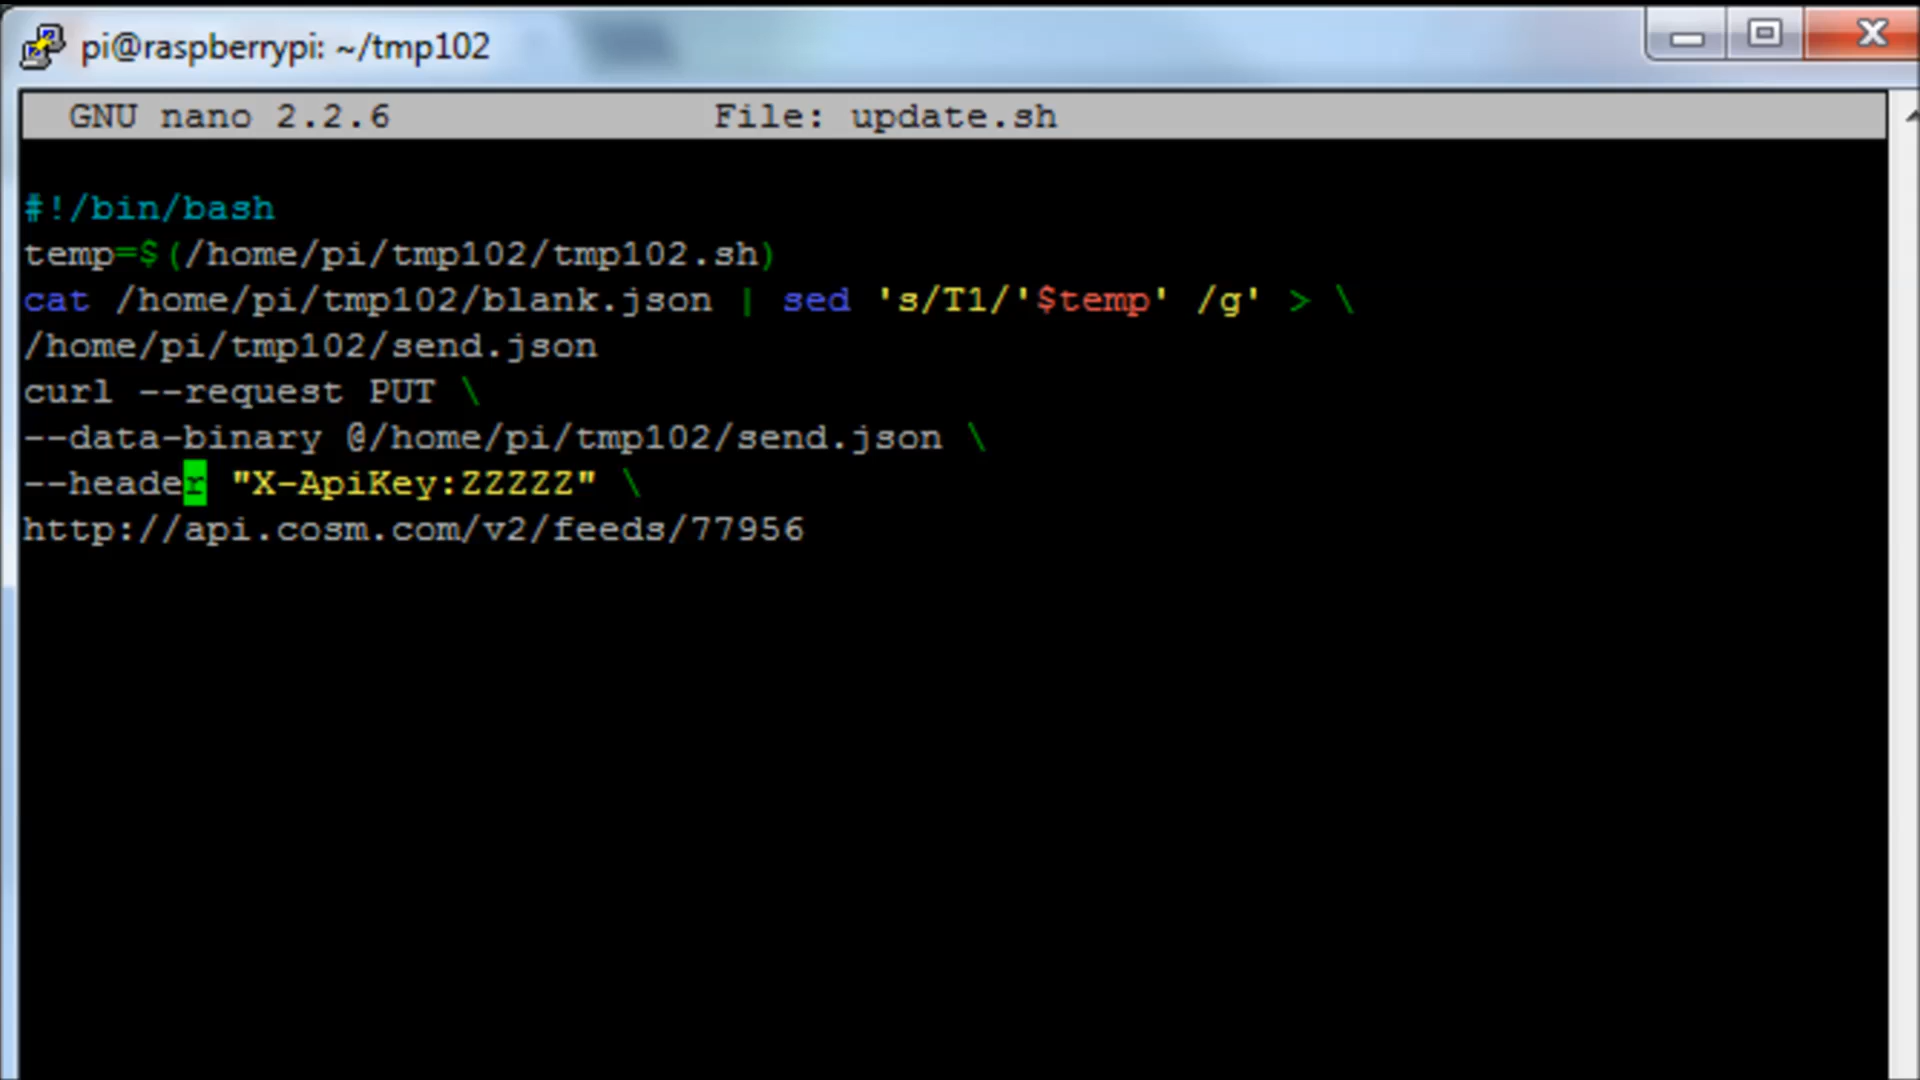 pi@raspberrypi: ~/tmp102
GNU nano 2.2.6 File: update.sh
#!/bin/bash
temp=$(/home/pi/tmp102/tmp102.sh)
cat /home/pi/tmp102/blank.json | sed 's/T1/'$temp' /g' > \
/home/pi/tmp102/send.json
curl --request PUT \
--data-binary @/home/pi/tmp102/send.json \
--header "X-ApiKey:ZZZZZ" \
http://api.cosm.com/v2/feeds/77956